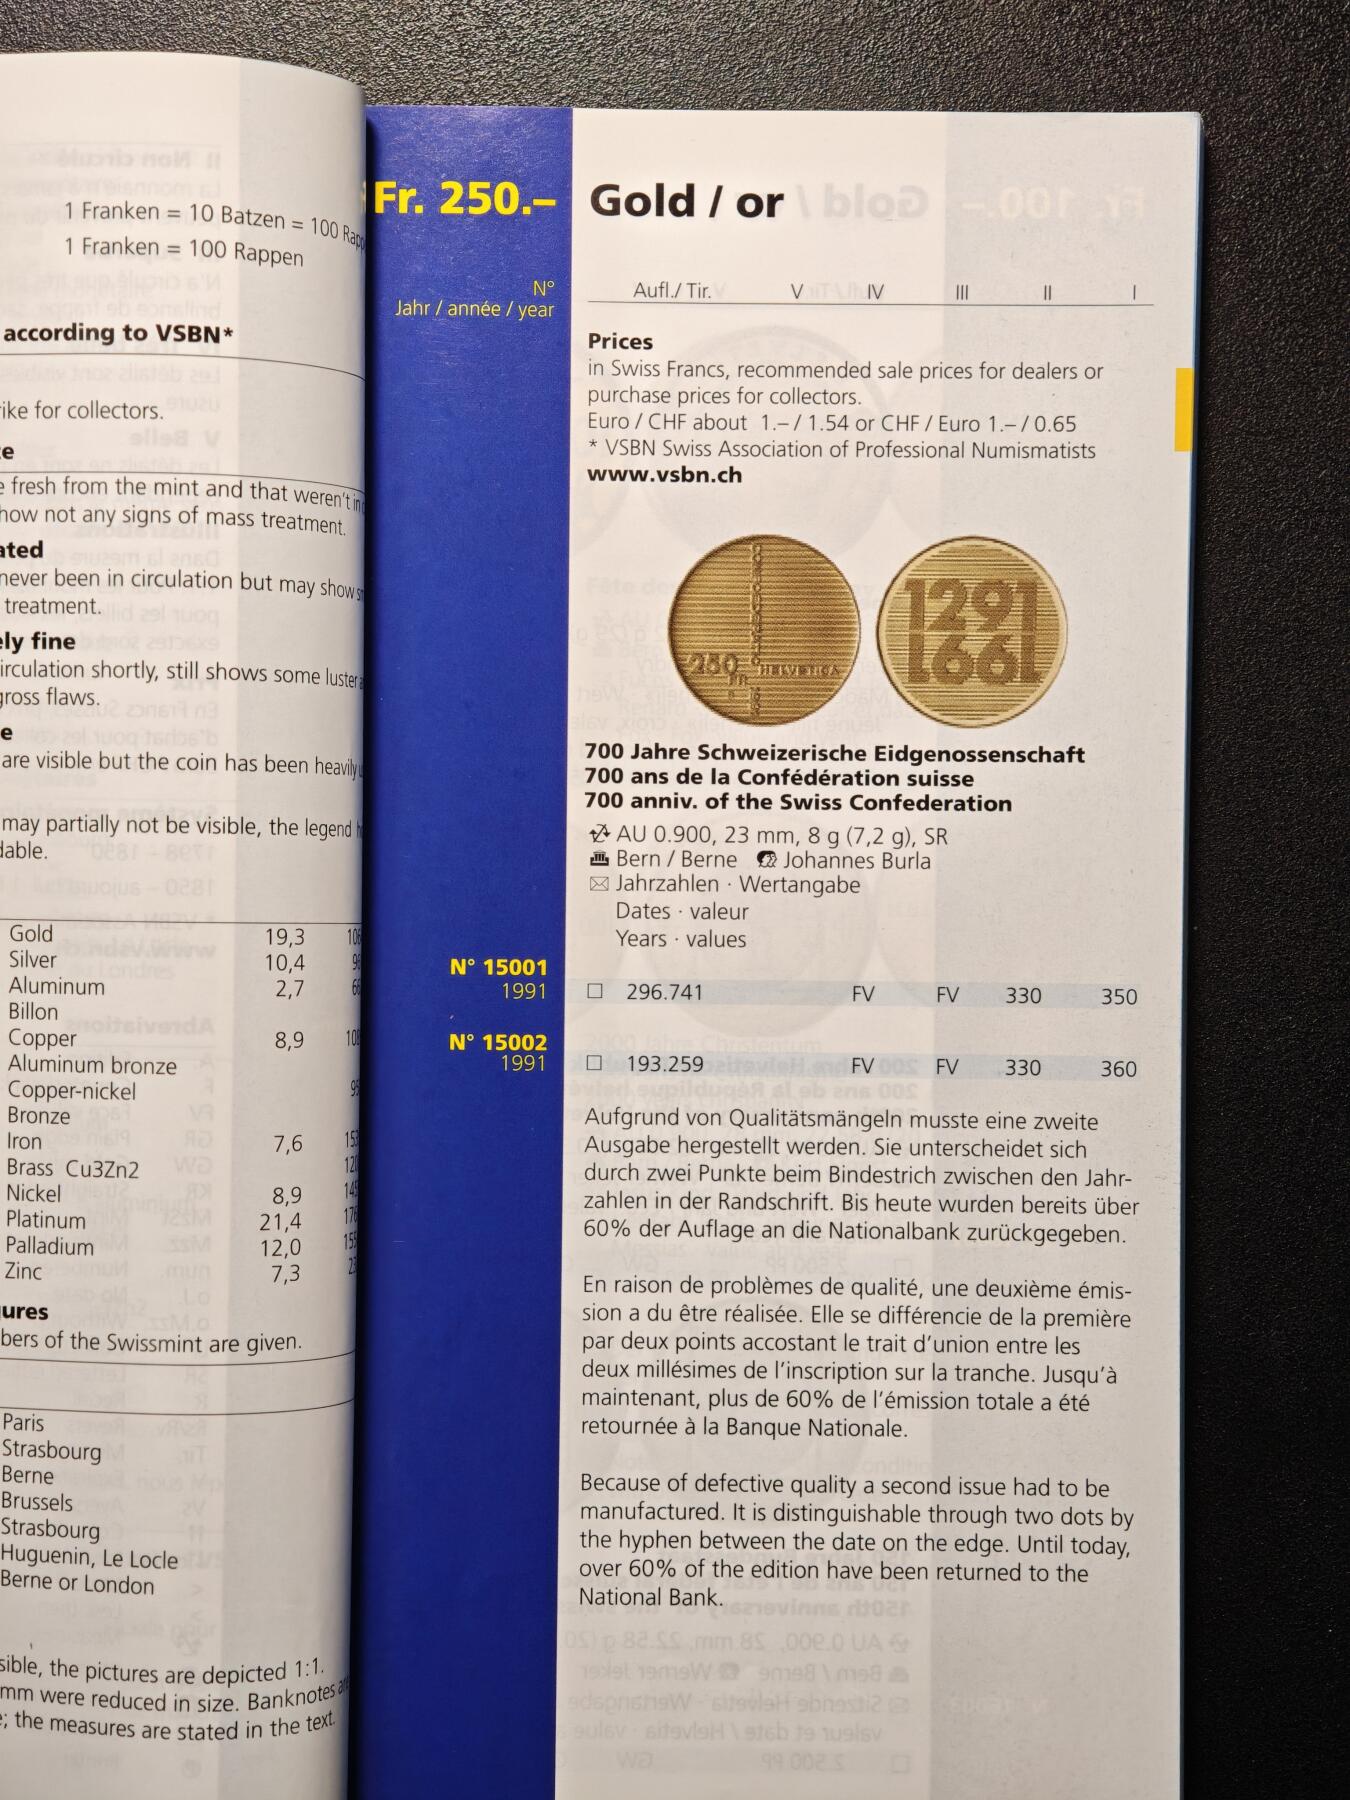 1 Franken = 10 Batzen = 100
1 Franken = 100 Rappen
according to VSBN*
ike for collectors.
e
e fresh from the mint and that weren't in
how not any signs of mass treatment.
ated
never been in circulation but may show
treatment.
ely fine
irculation shortly, still shows some luster
gross flaws.
e
are visible but the coin has been heavily
may partially not be visible, the legend
dable.
Gold 19,3
Silver 10,4
Aluminum 2,7
Billon
Copper 8,9
Aluminum bronze
Copper-nickel
Bronze
Iron 7,6
Brass Cu3Zn2
Nickel 8,9
Platinum 21,4
Palladium 12,0
Zinc 7,3
ures
bers of the Swissmint are given.
Paris
Strasbourg
Berne
Brussels
Strasbourg
Huguenin, Le Locle
Berne or London
sible, the pictures are depicted 1:1.
mm were reduced in size. Banknotes
; the measures are stated in the text.
Fr. 250.–
Gold / or
N°
Jahr / année / year
Aufl./ Tir. V IV III II I
Prices
in Swiss Francs, recommended sale prices for dealers or
purchase prices for collectors.
Euro / CHF about 1.– / 1.54 or CHF / Euro 1.– / 0.65
* VSBN Swiss Association of Professional Numismatists
www.vsbn.ch
250
FR
HELVETICA
1291
1991
700 Jahre Schweizerische Eidgenossenschaft
700 ans de la Confédération suisse
700 anniv. of the Swiss Confederation
AU 0.900, 23 mm, 8 g (7,2 g), SR
Bern / Berne Johannes Burla
Jahrzahlen · Wertangabe
Dates · valeur
Years · values
N° 15001
1991 296.741 FV FV 330 350
N° 15002
1991 193.259 FV FV 330 360
Aufgrund von Qualitätsmängeln musste eine zweite
Ausgabe hergestellt werden. Sie unterscheidet sich
durch zwei Punkte beim Bindestrich zwischen den Jahr-
zahlen in der Randschrift. Bis heute wurden bereits über
60% der Auflage an die Nationalbank zurückgegeben.
En raison de problèmes de qualité, une deuxième émis-
sion a du être réalisée. Elle se différencie de la première
par deux points accostant le trait d'union entre les
deux millésimes de l'inscription sur la tranche. Jusqu'à
maintenant, plus de 60% de l'émission totale a été
retournée à la Banque Nationale.
Because of defective quality a second issue had to be
manufactured. It is distinguishable through two dots by
the hyphen between the date on the edge. Until today,
over 60% of the edition have been returned to the
National Bank.